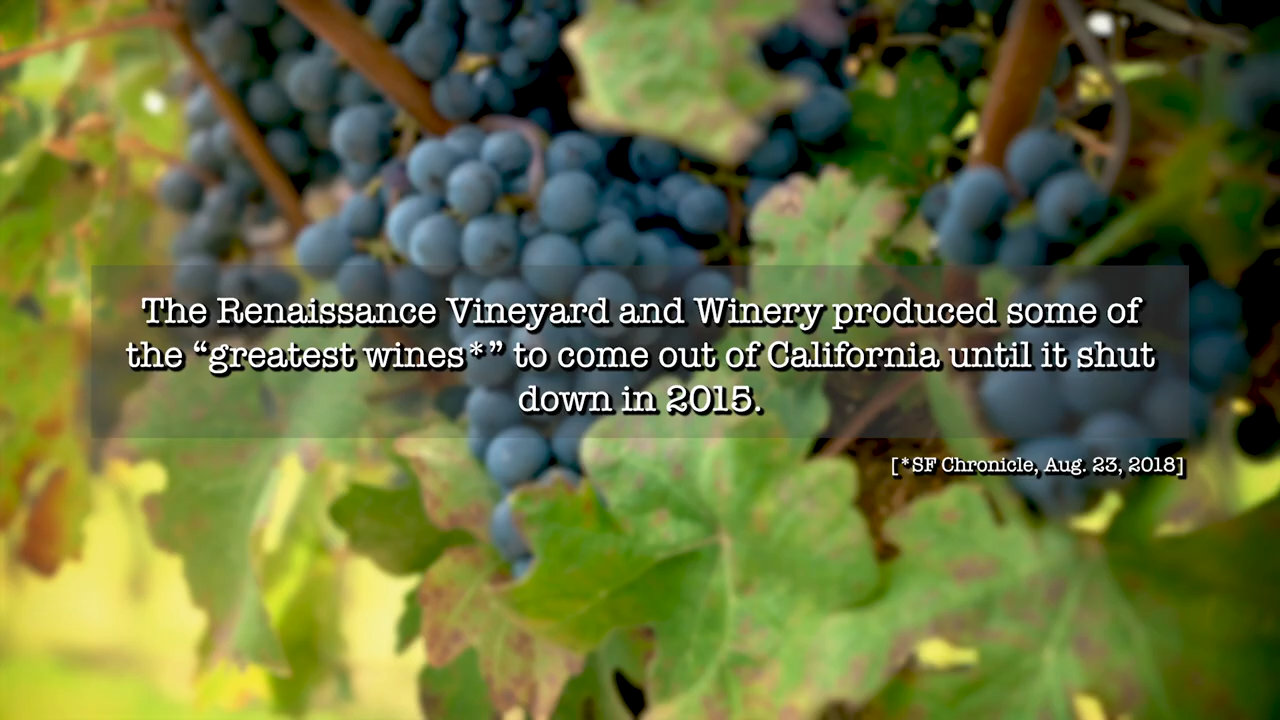 The Renaissance Vineyard and Winery produced some of
the “greatest wines*” to come out of California until it shut
down in 2015.
[*SF Chronicle, Aug. 23, 2018]